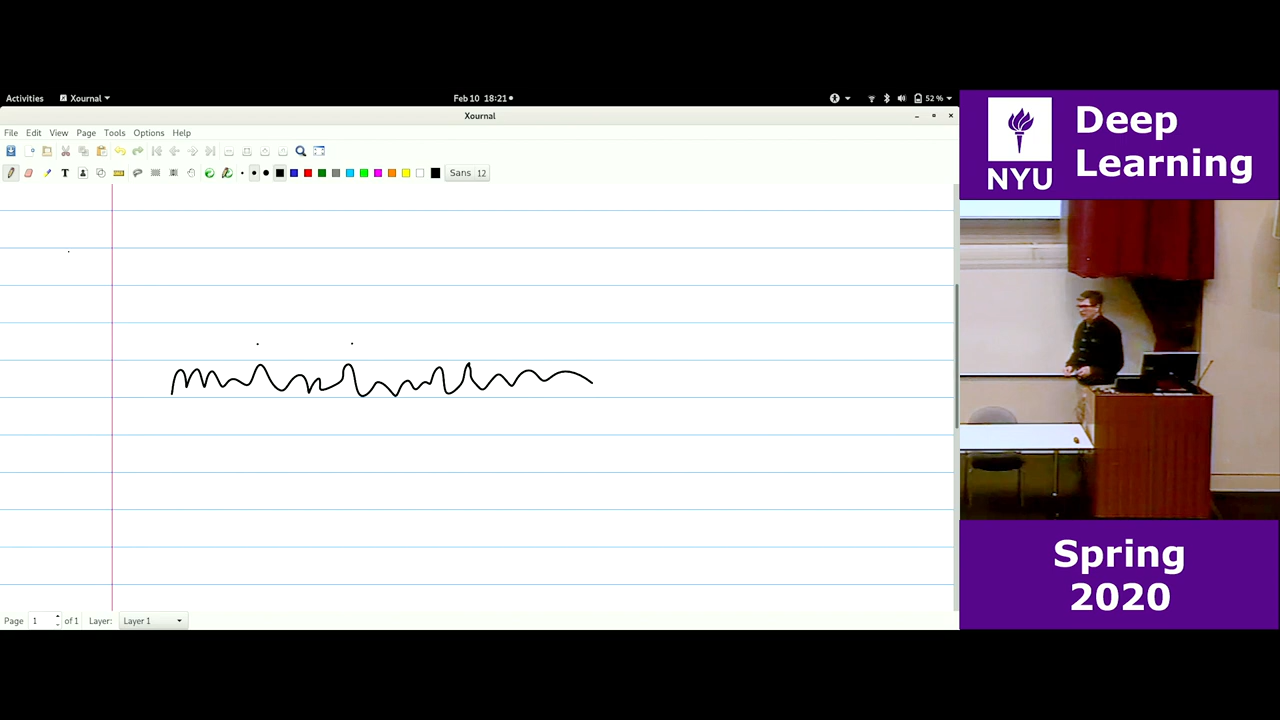 Activities Xournal Feb 10 18:21 52 %
Xournal
File Edit View Page Tools Options Help
T Sans 12
Page 1 of 1 Layer: Layer 1
NYU Deep Learning
Spring 2020